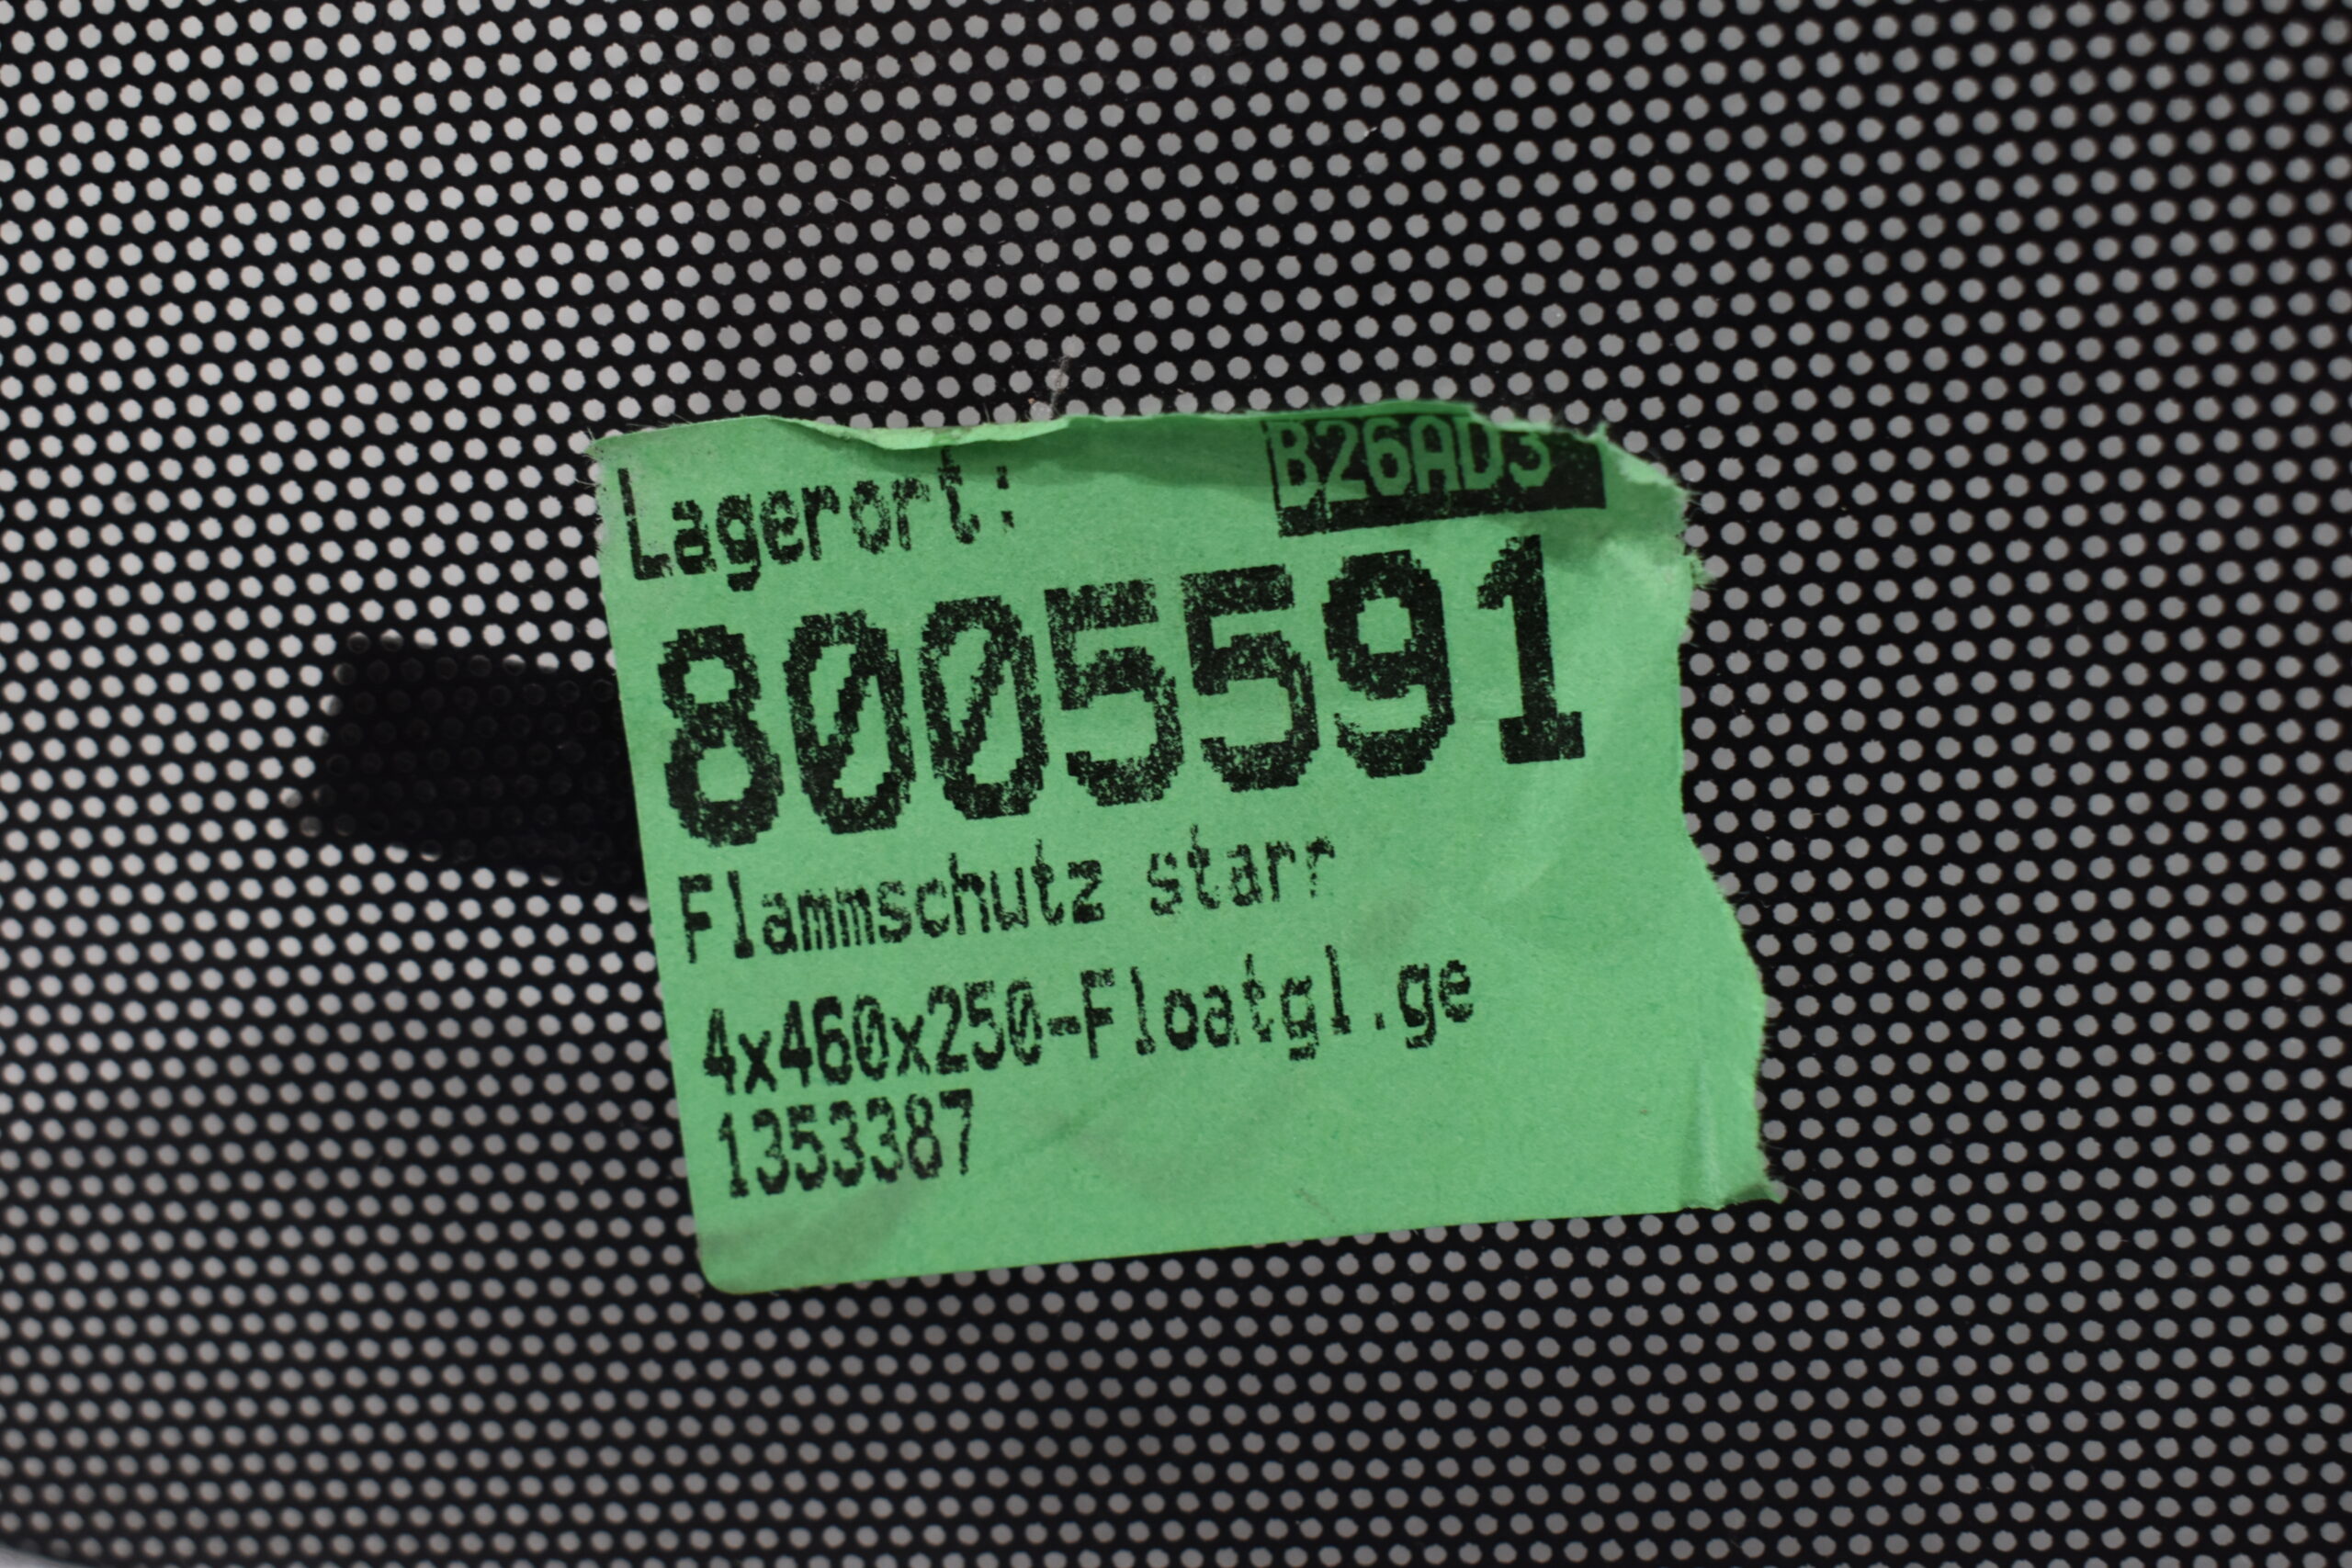 Lagerort: B26AD3
8005591
Flammschutz starr
4x460x250-Floatgl.ge
1353387